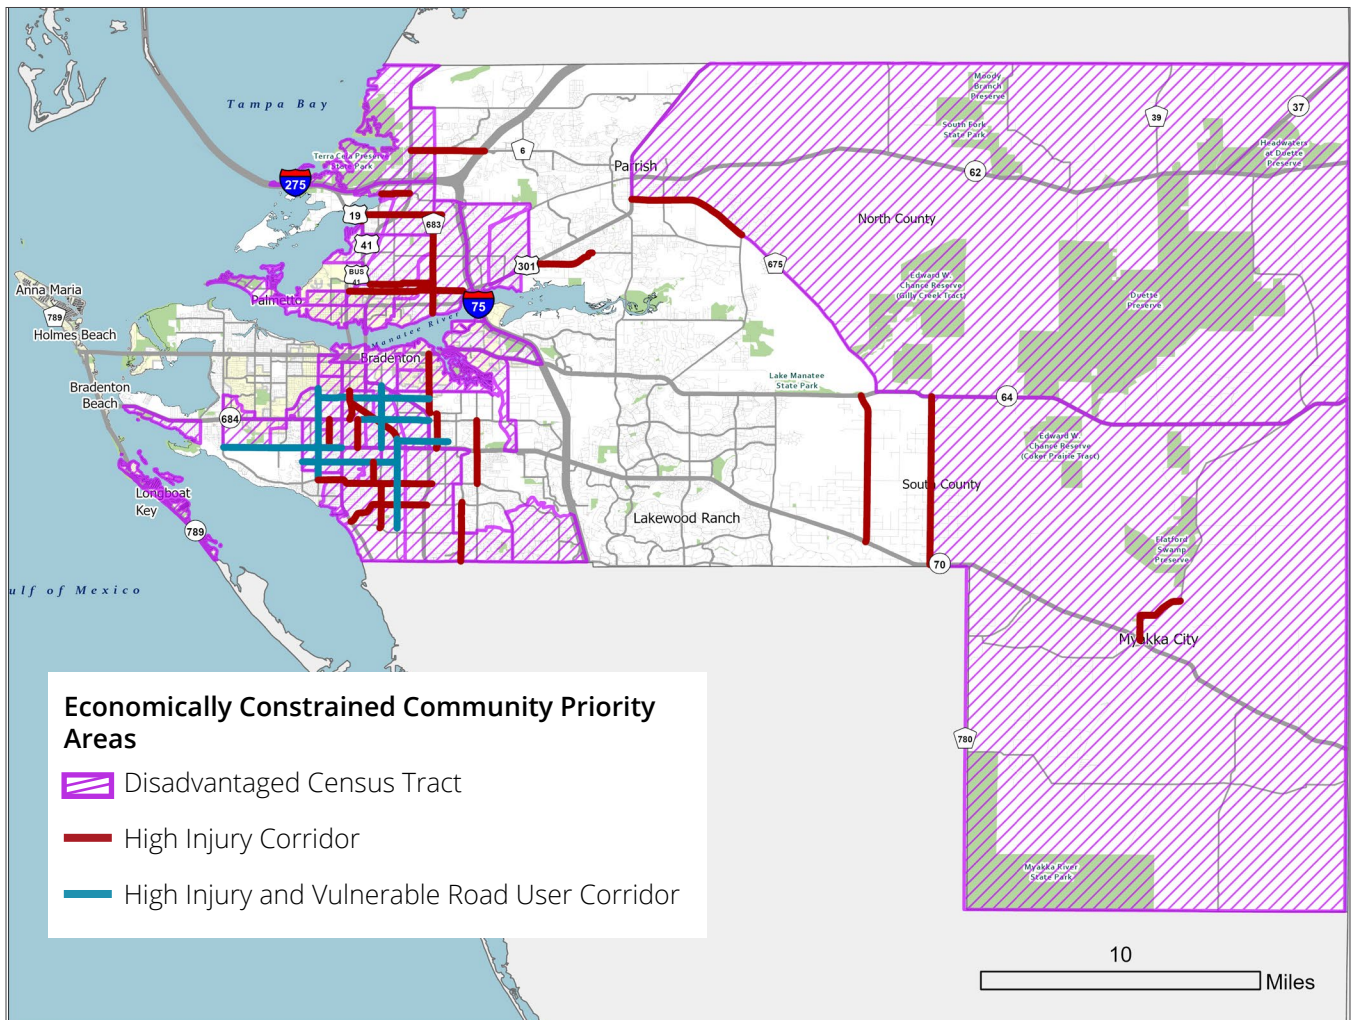 Moody
Branch
Preserve
37
39
Tampa Bay
South Fork
State Park
Headwaters
at Duette
Preserve
6
Terra Ceia Preserve
State Park
Parrish
62
275
19
North County
683
41
675
301
BUS
41
Edward W.
Chance Reserve
(Gilly Creek Tract)
Duette
Preserve
Anna Maria
Palmetto
75
789
Manatee River
Holmes Beach
Bradenton
Lake Manatee
State Park
Bradenton
Beach
64
684
Edward W.
Chance Reserve
(Coker Prairie Tract)
Longboat
Key
South County
Lakewood Ranch
789
Flatford
Swamp
Preserve
70
ulf of Mexico
Myakka City
Economically Constrained Community Priority
Areas
Disadvantaged Census Tract
High Injury Corridor
High Injury and Vulnerable Road User Corridor
780
Myakka River
State Park
10
Miles